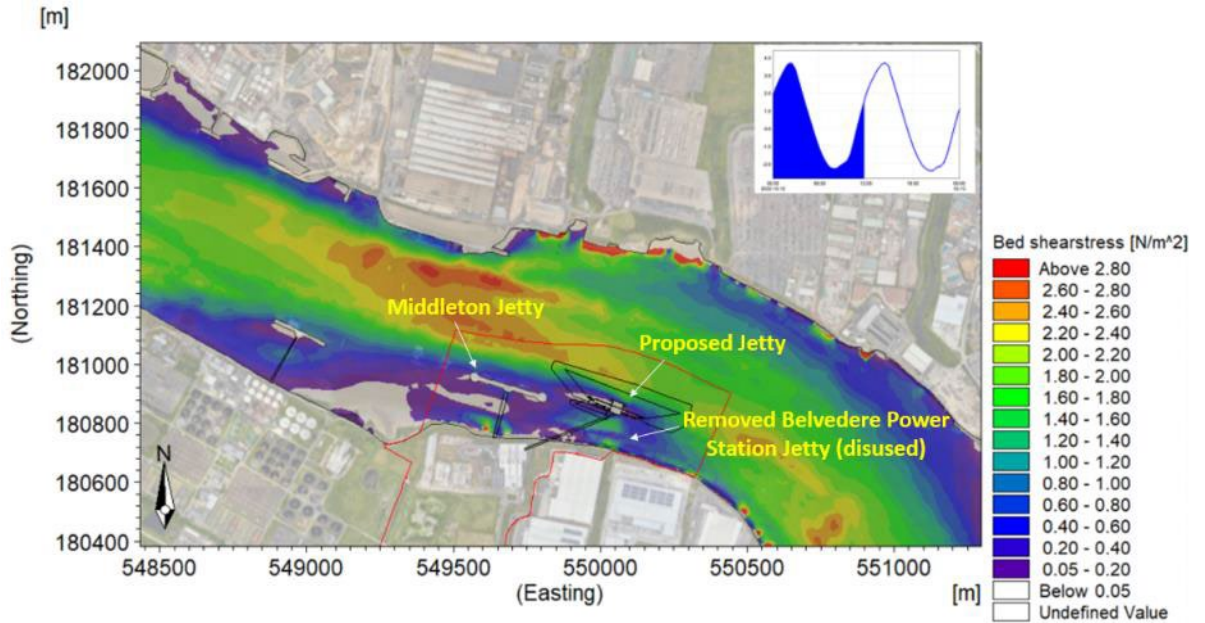 [m]
182000
181800
181600
181400
181200
181000
180800
180600
180400
(Northing)
Middleton Jetty
Proposed Jetty
Removed Belvedere Power
Station Jetty (disused)
N
548500 549000 549500 550000 550500 551000
(Easting)
[m]
Bed shearstress [N/m^2]
Above 2.80
2.60 - 2.80
2.40 - 2.60
2.20 - 2.40
2.00 - 2.20
1.80 - 2.00
1.60 - 1.80
1.40 - 1.60
1.20 - 1.40
1.00 - 1.20
0.80 - 1.00
0.60 - 0.80
0.40 - 0.60
0.20 - 0.40
0.05 - 0.20
Below 0.05
Undefined Value